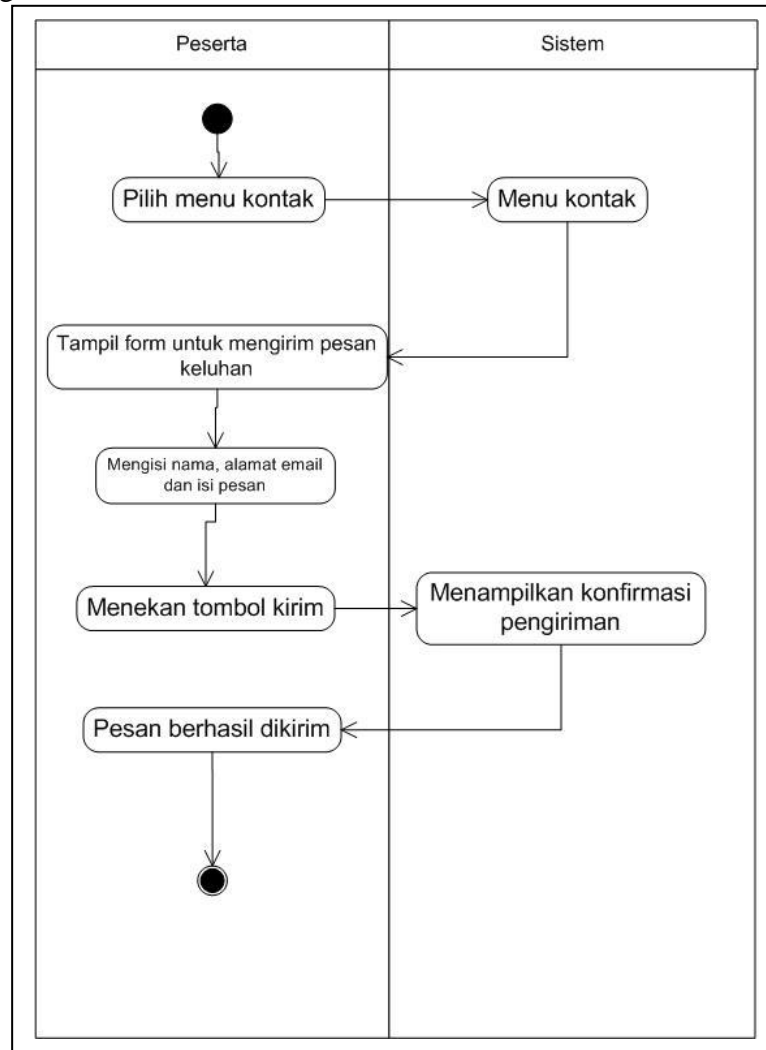 Peserta
Sistem
Pilih menu kontak
Menu kontak
Tampil form untuk mengirim pesan
keluhan
Mengisi nama, alamat email
dan isi pesan
Menekan tombol kirim
Menampilkan konfirmasi
pengiriman
Pesan berhasil dikirim